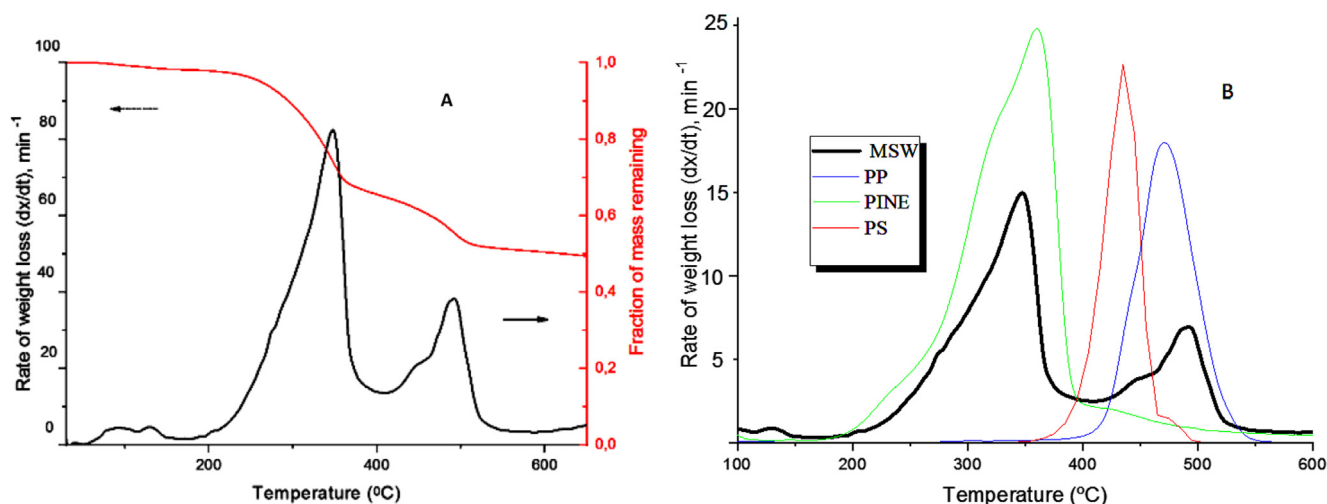 A
Rate of weight loss (dx/dt), min⁻¹
100
80
60
40
20
0
1,0
0,8
0,6
0,4
0,2
0,0
Fraction of mass remaining
200
400
600
Temperature (⁰C)
B
Rate of weight loss (dx/dt), min⁻¹
25
20
15
10
5
MSW
PP
PINE
PS
100
200
300
400
500
600
Temperature (ºC)